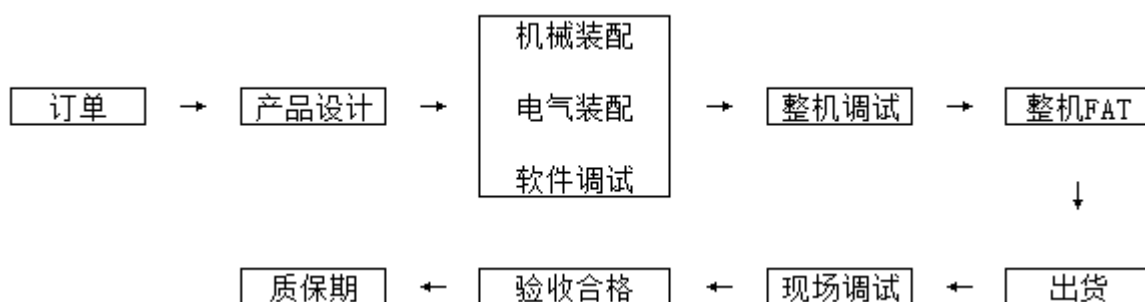 订单
产品设计
机械装配
电气装配
软件调试
整机调试
整机FAT
出货
现场调试
验收合格
质保期